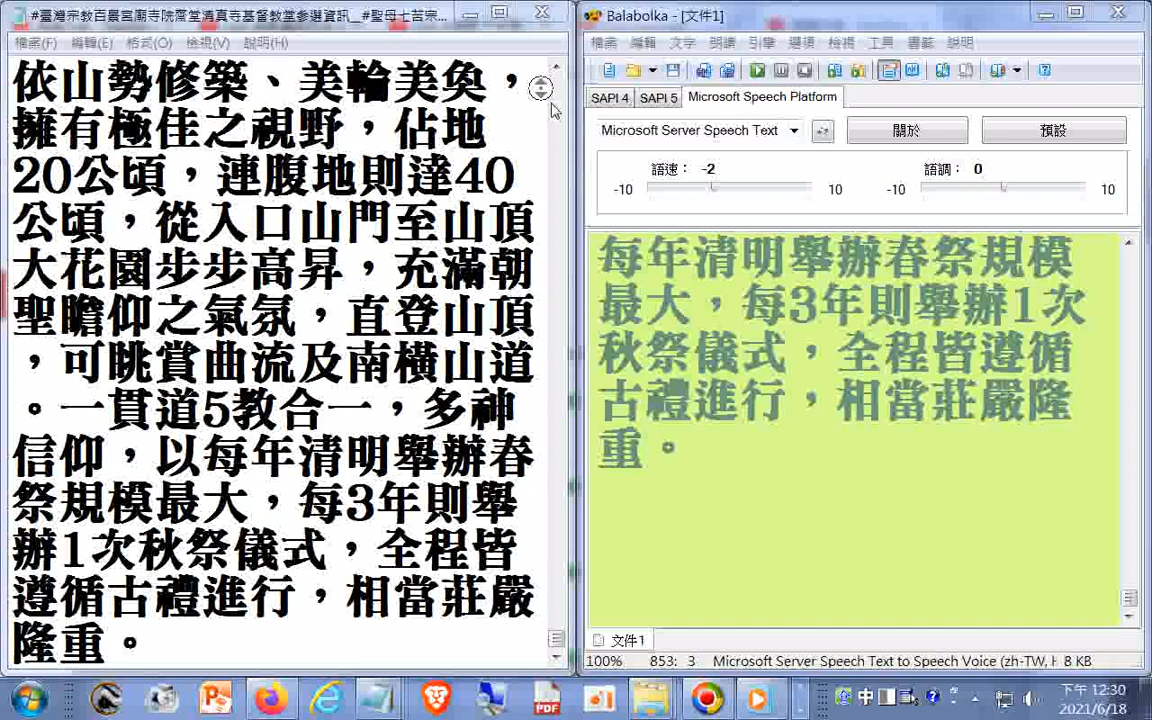 #臺灣宗教百景宮廟寺院齋堂清真寺基督教堂參選資訊__#聖母七苦宗...
檔案(F) 編輯(E) 格式(O) 檢視(V) 說明(H)
依山勢修築、美輪美奐，
擁有極佳之視野，佔地
20公頃，連腹地則達40
公頃，從入口山門至山頂
大花園步步高昇，充滿朝
聖瞻仰之氣氛，直登山頂
，可眺賞曲流及南橫山道
。一貫道5教合一，多神
信仰，以每年清明舉辦春
祭規模最大，每3年則舉
辦1次秋祭儀式，全程皆
遵循古禮進行，相當莊嚴
隆重。
Balabolka - [文件1]
檔案 編輯 文字 朗讀 引擎 選項 檢視 工具 書籤 說明
SAPI 4 SAPI 5 Microsoft Speech Platform
Microsoft Server Speech Text 關於 預設
語速： -2 語調： 0
-10 10 -10 10
每年清明舉辦春祭規模
最大，每3年則舉辦1次
秋祭儀式，全程皆遵循
古禮進行，相當莊嚴隆
重。
文件1
100% 853: 3 Microsoft Server Speech Text to Speech Voice (zh-TW, H 8 KB
PDF 中
下午 12:30
2021/6/18